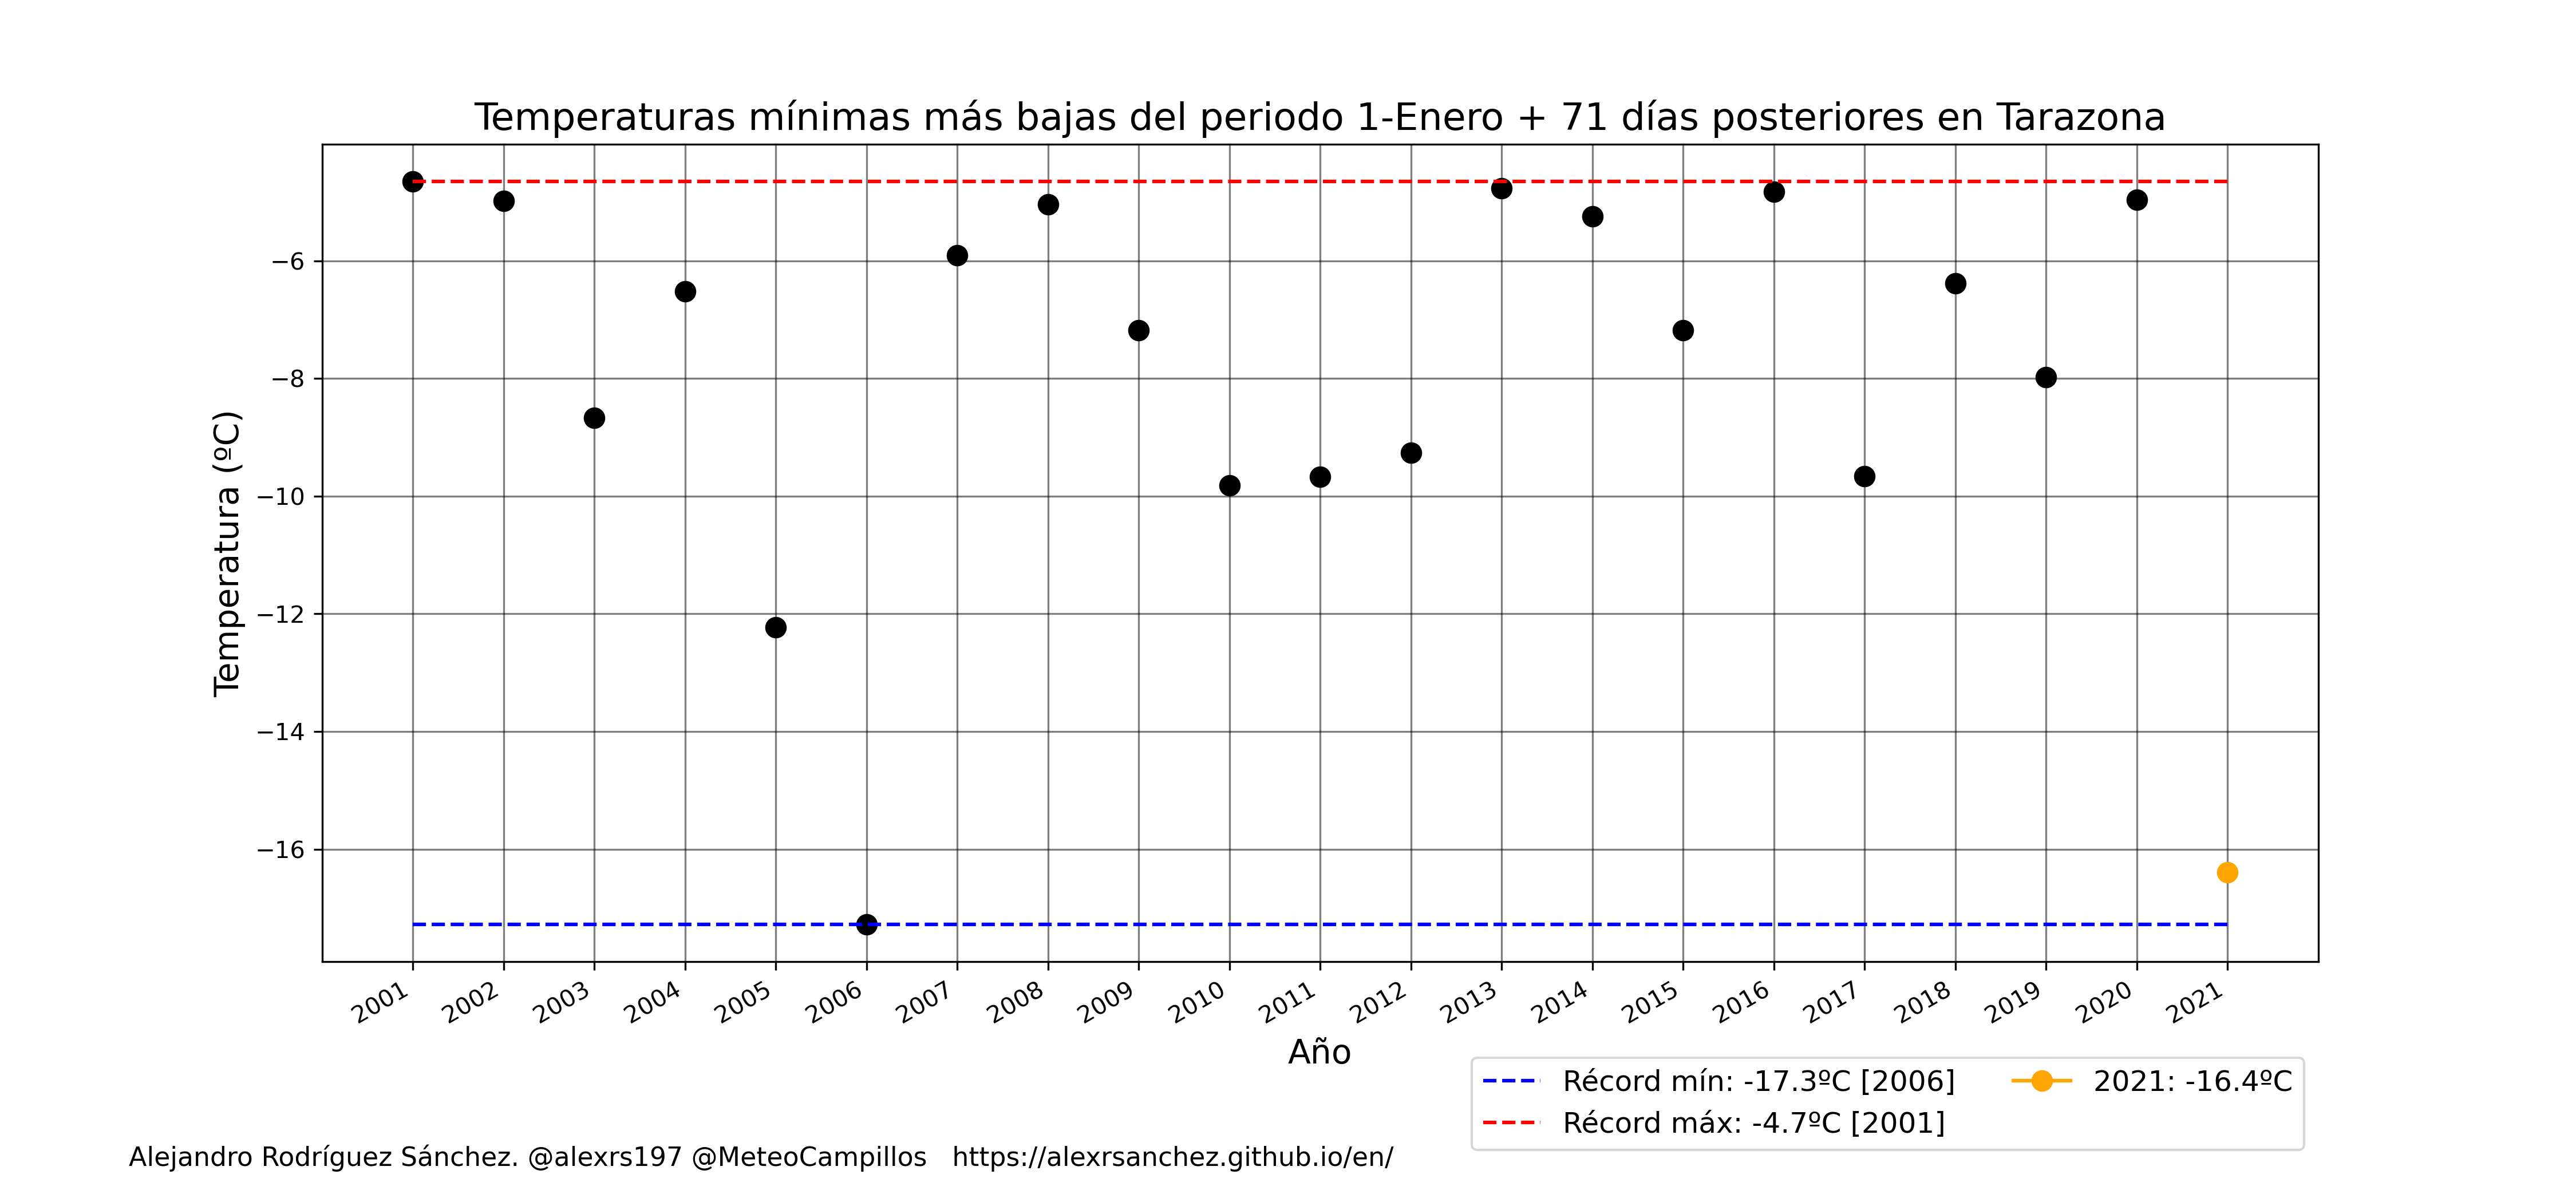 Temperaturas mínimas más bajas del periodo 1-Enero + 71 días posteriores en Tarazona
Temperatura (ºC)
−6
−8
−10
−12
−14
−16
2001 2002 2003 2004 2005 2006 2007 2008 2009 2010 2011 2012 2013 2014 2015 2016 2017 2018 2019 2020 2021
Año
Récord mín: -17.3ºC [2006]
Récord máx: -4.7ºC [2001]
2021: -16.4ºC
Alejandro Rodríguez Sánchez. @alexrs197 @MeteoCampillos https://alexrsanchez.github.io/en/